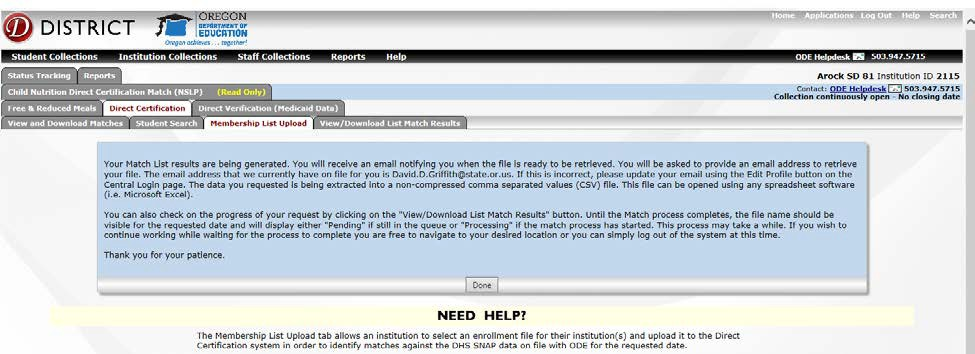 DISTRICT
OREGON
DEPARTMENT OF
EDUCATION
Oregon achieves . . . together!
Home Applications Log Out Help Search
Student Collections Institution Collections Staff Collections Reports Help
ODE Helpdesk 503.947.5715
Status Tracking Reports
Arock SD 81 Institution ID 2115
Child Nutrition Direct Certification Match (NSLP) (Read Only)
Contact: ODE Helpdesk 503.947.5715
Collection continuously open - No closing date
Free & Reduced Meals Direct Certification Direct Verification (Medicaid Data)
View and Download Matches Student Search Membership List Upload View/Download List Match Results
Your Match List results are being generated. You will receive an email notifying you when the file is ready to be retrieved. You will be asked to provide an email address to retrieve
your file. The email address that we currently have on file for you is David.D.Griffith@state.or.us. If this is incorrect, please update your email using the Edit Profile button on the
Central Login page. The data you requested is being extracted into a non-compressed comma separated values (CSV) file. This file can be opened using any spreadsheet software
(i.e. Microsoft Excel).
You can also check on the progress of your request by clicking on the "View/Download List Match Results" button. Until the Match process completes, the file name should be
visible for the requested date and will display either "Pending" if still in the queue or "Processing" if the match process has started. This process may take a while. If you wish to
continue working while waiting for the process to complete you are free to navigate to your desired location or you can simply log out of the system at this time.
Thank you for your patience.
Done
NEED HELP?
The Membership List Upload tab allows an institution to select an enrollment file for their institution(s) and upload it to the Direct
Certification system in order to identify matches against the DHS SNAP data on file with ODE for the requested date.